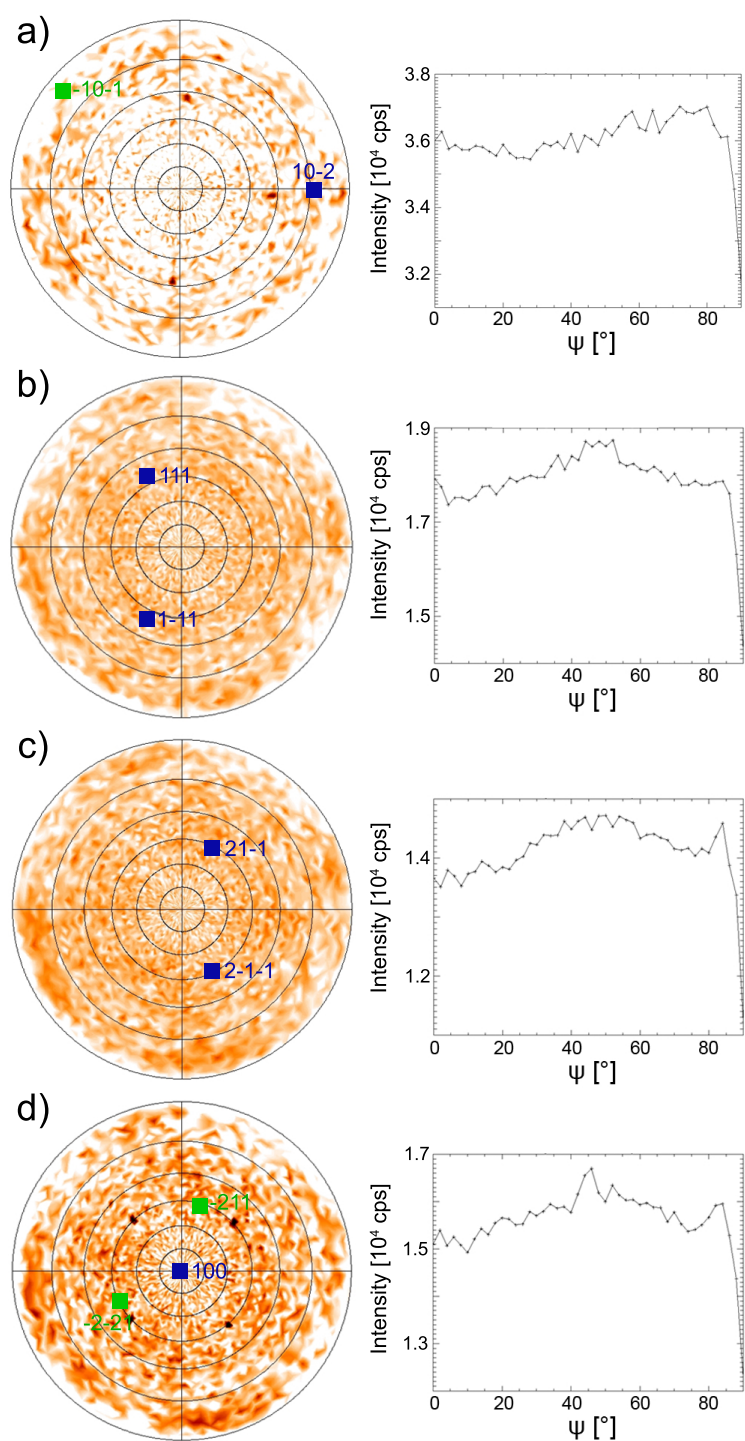 a)
-10-1
10-2
Intensity [10⁴ cps]
3.8
3.6
3.4
3.2
0 20 40 60 80
ψ [°]
b)
111
1-11
Intensity [10⁴ cps]
1.9
1.7
1.5
0 20 40 60 80
ψ [°]
c)
21-1
2-1-1
Intensity [10⁴ cps]
1.4
1.2
0 20 40 60 80
ψ [°]
d)
-211
100
-2-21
Intensity [10⁴ cps]
1.7
1.5
1.3
0 20 40 60 80
ψ [°]